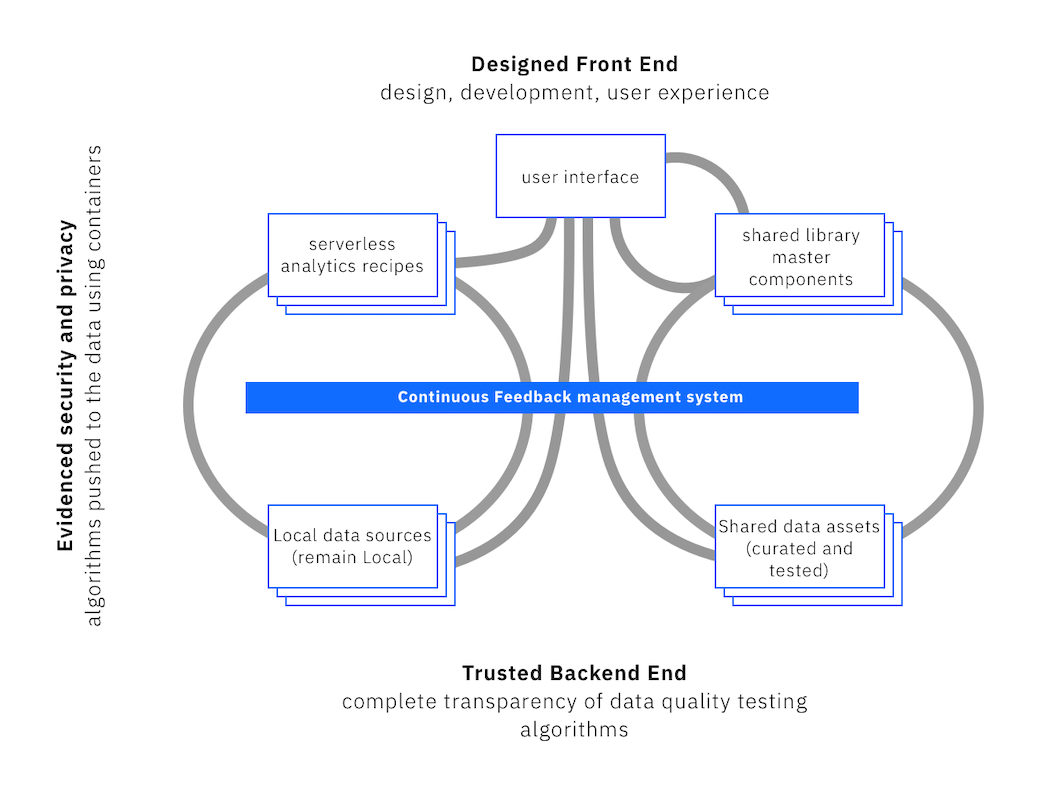 Designed Front End
design, development, user experience
user interface
serverless
analytics recipes
shared library
master
components
Evidenced security and privacy
algorithms pushed to the data using containers
Continuous Feedback management system
Local data sources
(remain Local)
Shared data assets
(curated and
tested)
Trusted Backend End
complete transparency of data quality testing
algorithms